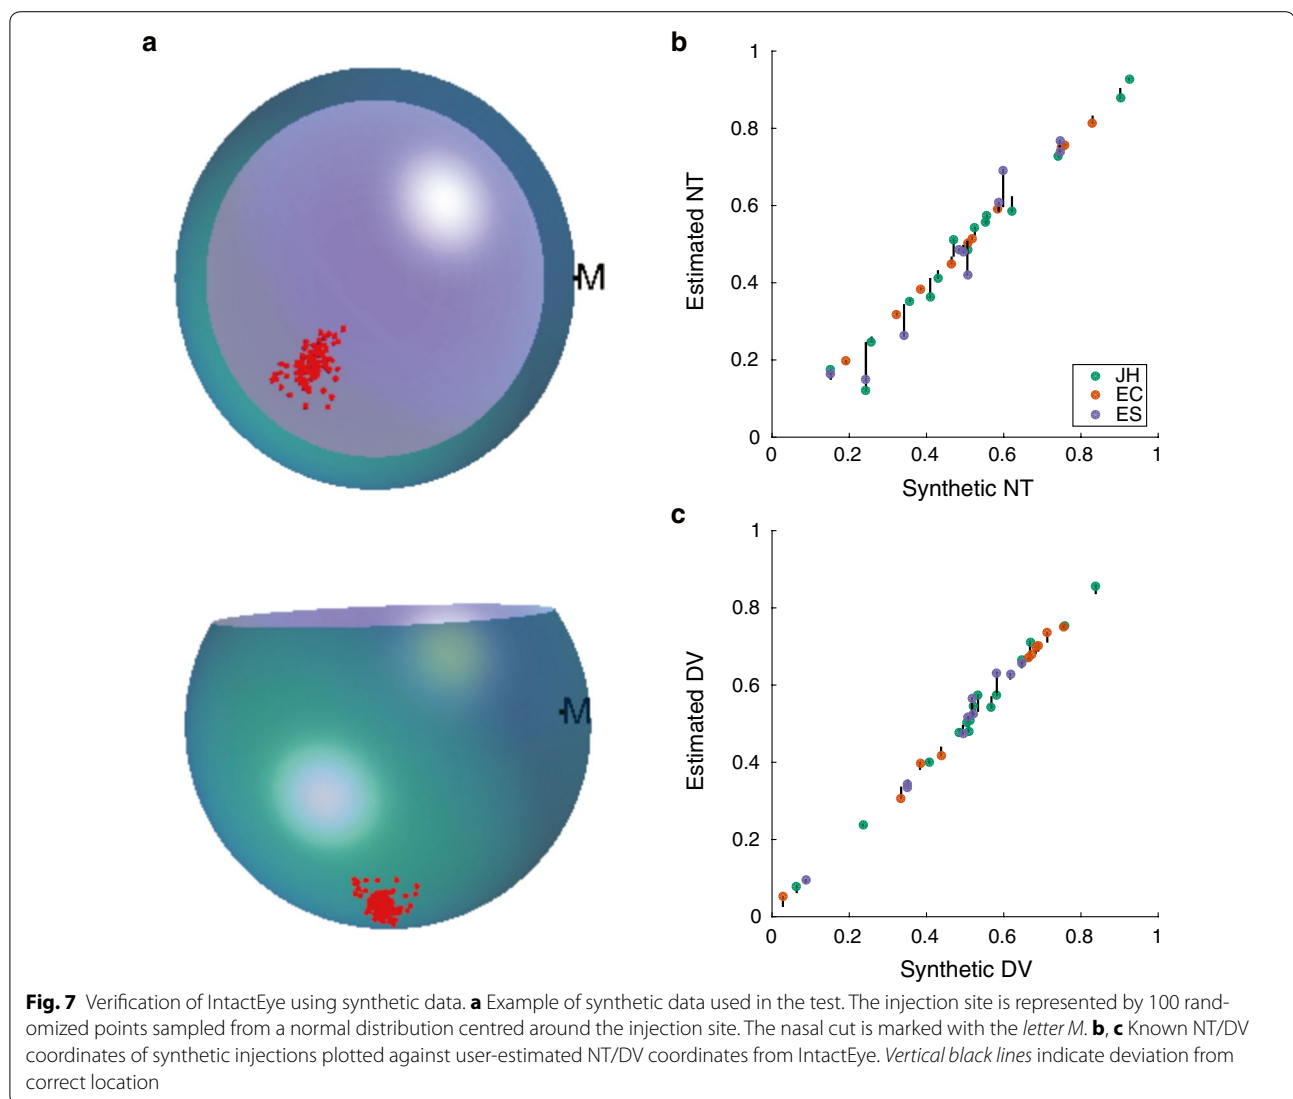 a
M
M
b
1
0.8
0.6
0.4
0.2
0
Estimated NT
JH
EC
ES
0 0.2 0.4 0.6 0.8 1
Synthetic NT
c
1
0.8
0.6
0.4
0.2
0
Estimated DV
0 0.2 0.4 0.6 0.8 1
Synthetic DV
Fig. 7 Verification of IntactEye using synthetic data. a Example of synthetic data used in the test. The injection site is represented by 100 rand-
omized points sampled from a normal distribution centred around the injection site. The nasal cut is marked with the letter M. b, c Known NT/DV
coordinates of synthetic injections plotted against user-estimated NT/DV coordinates from IntactEye. Vertical black lines indicate deviation from
correct location